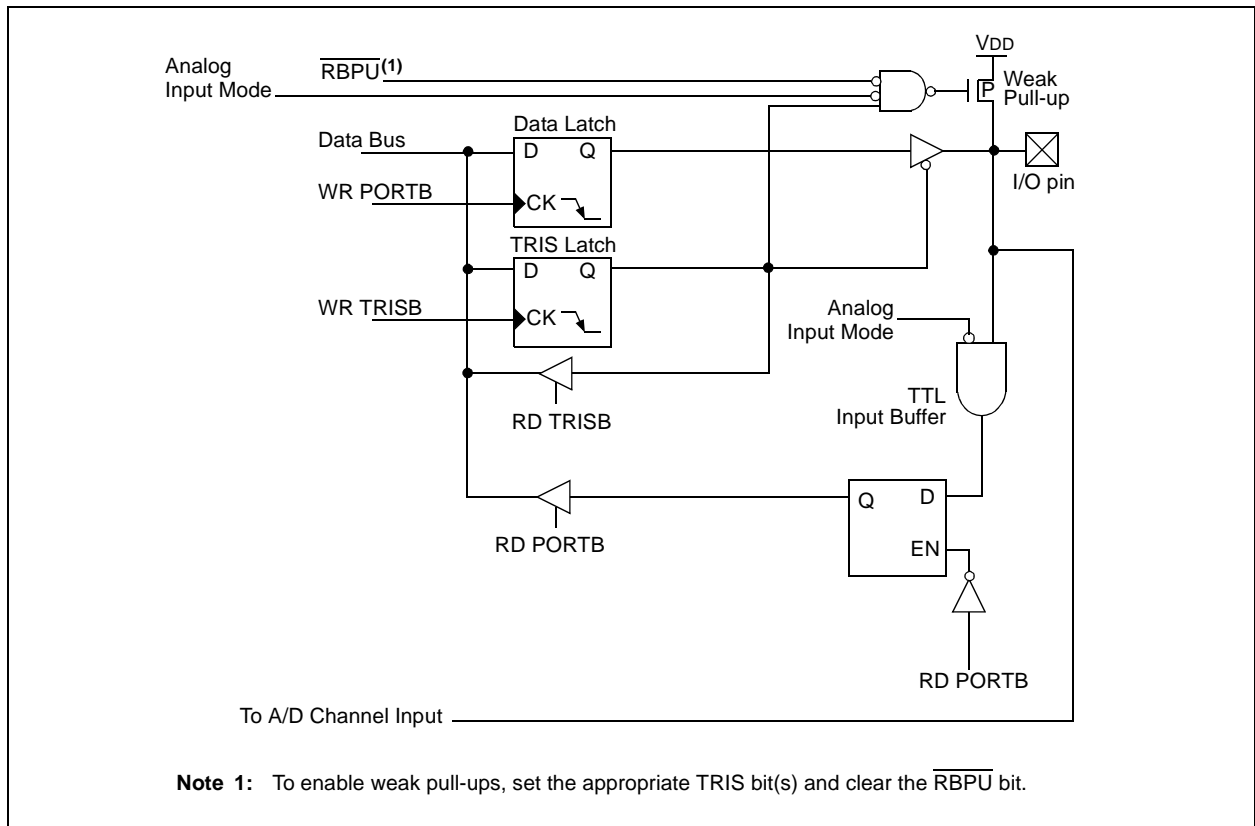 VDD
Analog
Input Mode
RBPU(1)
Weak
Pull-up
P
Data Bus
Data Latch
D Q
WR PORTB
CK
I/O pin
TRIS Latch
D Q
WR TRISB
CK
Analog
Input Mode
RD TRISB
TTL
Input Buffer
Q D
EN
RD PORTB
RD PORTB
To A/D Channel Input
Note 1: To enable weak pull-ups, set the appropriate TRIS bit(s) and clear the RBPU bit.